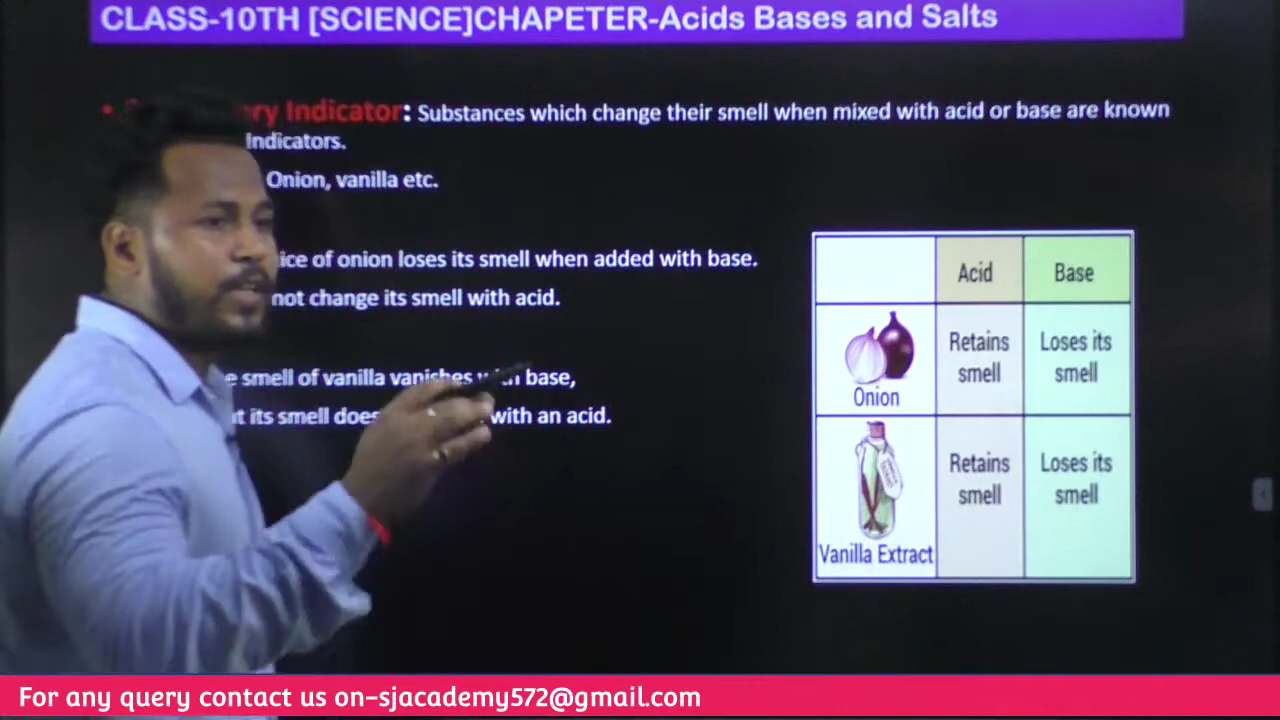 CLASS-10TH [SCIENCE]CHAPETER-Acids Bases and Salts
• Indicator: Substances which change their smell when mixed with acid or base are known
Indicators.
Onion, vanilla etc.
of onion loses its smell when added with base.
not change its smell with acid.
smell of vanilla vanishes with base,
its smell with an acid.
Acid Base
Onion Retains smell Loses its smell
Vanilla Extract Retains smell Loses its smell
For any query contact us on-sjacademy572@gmail.com